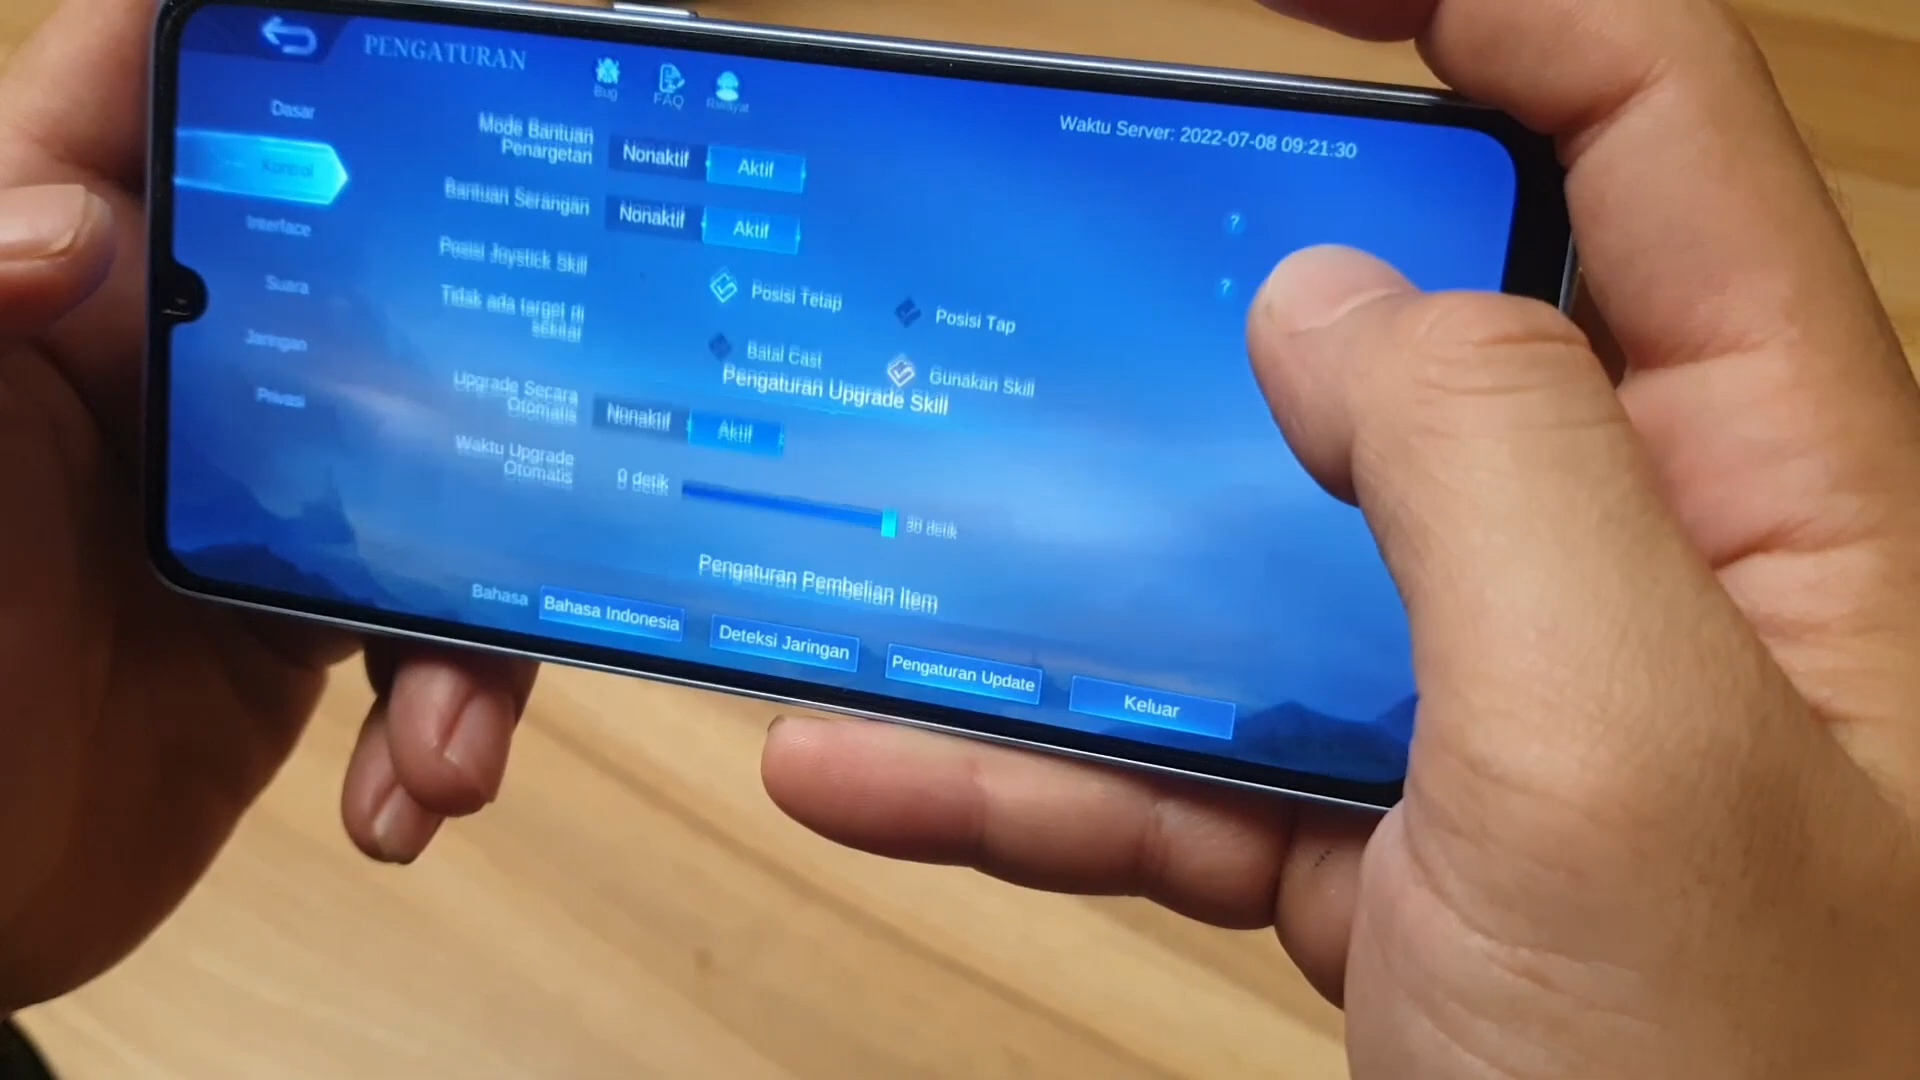 PENGATURAN
Bug
FAQ
Riwayat
Waktu Server: 2022-07-08 09:21:30
Dasar
Kontrol
Interface
Suara
Jaringan
Privasi
Mode Bantuan
Penargetan
Nonaktif
Aktif
?
Bantuan Serangan
Nonaktif
Aktif
?
Posisi Joystick Skill
Posisi Tetap
Posisi Tap
Tidak ada target di
sekitar
Batal Cast
Gunakan Skill
Pengaturan Upgrade Skill
Upgrade Secara
Otomatis
Nonaktif
Aktif
Waktu Upgrade
Otomatis
0 detik
30 detik
Pengaturan Pembelian Item
Bahasa
Bahasa Indonesia
Deteksi Jaringan
Pengaturan Update
Keluar